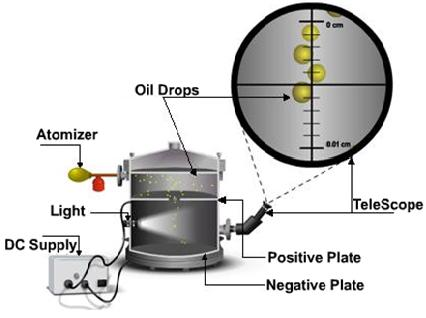 0 cm
Oil Drops
Atomizer
0.01 cm
Light
TeleScope
DC Supply
Positive Plate
Negative Plate